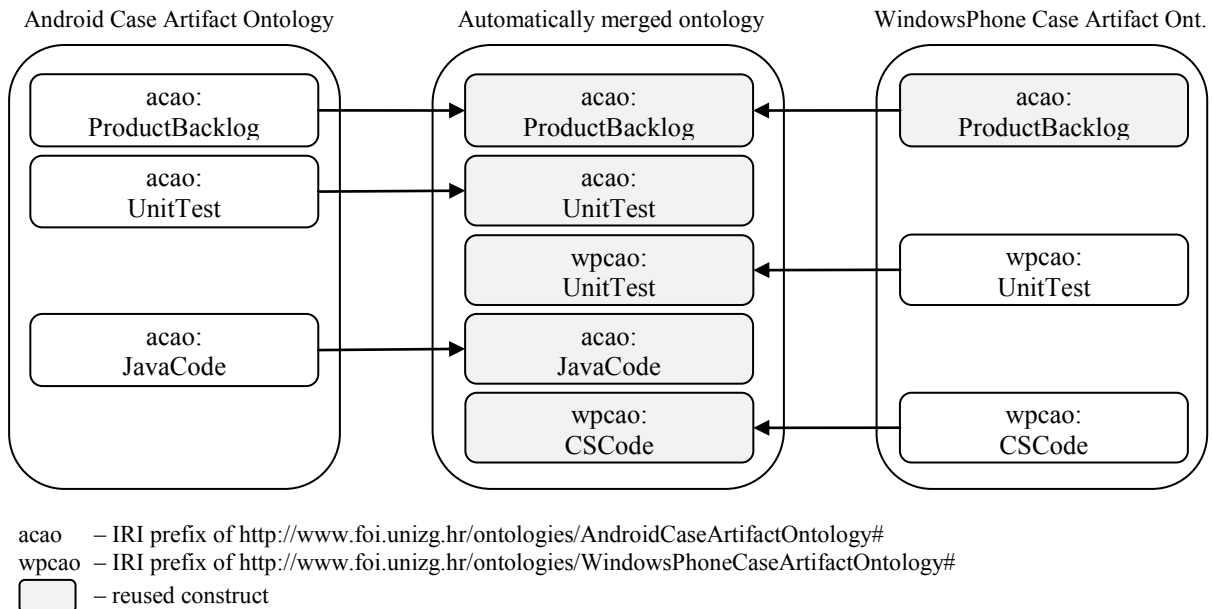 Android Case Artifact Ontology
Automatically merged ontology
WindowsPhone Case Artifact Ont.
acao:
ProductBacklog
acao:
ProductBacklog
acao:
ProductBacklog
acao:
UnitTest
acao:
UnitTest
wpcao:
UnitTest
wpcao:
UnitTest
acao:
JavaCode
acao:
JavaCode
wpcao:
CSCode
wpcao:
CSCode
acao – IRI prefix of http://www.foi.unizg.hr/ontologies/AndroidCaseArtifactOntology#
wpcao – IRI prefix of http://www.foi.unizg.hr/ontologies/WindowsPhoneCaseArtifactOntology#
– reused construct